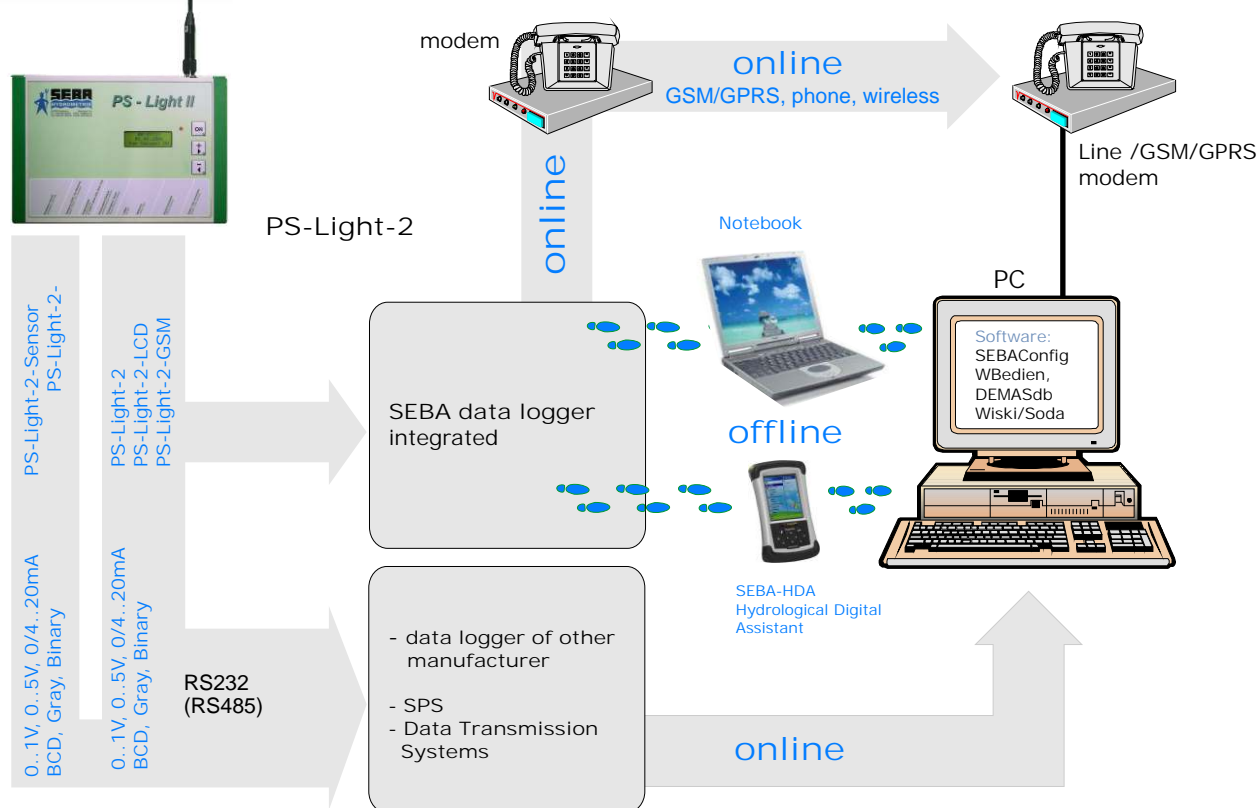 SEBA
HYDROMETRIE
PS - Light II
ON
modem
online
GSM/GPRS, phone, wireless
Line /GSM/GPRS
modem
online
PS-Light-2
Notebook
PC
PS-Light-2-Sensor
PS-Light-2-
PS-Light-2
PS-Light-2-LCD
PS-Light-2-GSM
SEBA data logger
integrated
Software:
SEBAConfig
WBedien,
DEMASdb
Wiski/Soda
offline
SEBA-HDA
Hydrological Digital
Assistant
0..1V, 0..5V, 0/4..20mA
BCD, Gray, Binary
0..1V, 0..5V, 0/4..20mA
BCD, Gray, Binary
RS232
(RS485)
- data logger of other
manufacturer
- SPS
- Data Transmission
Systems
online